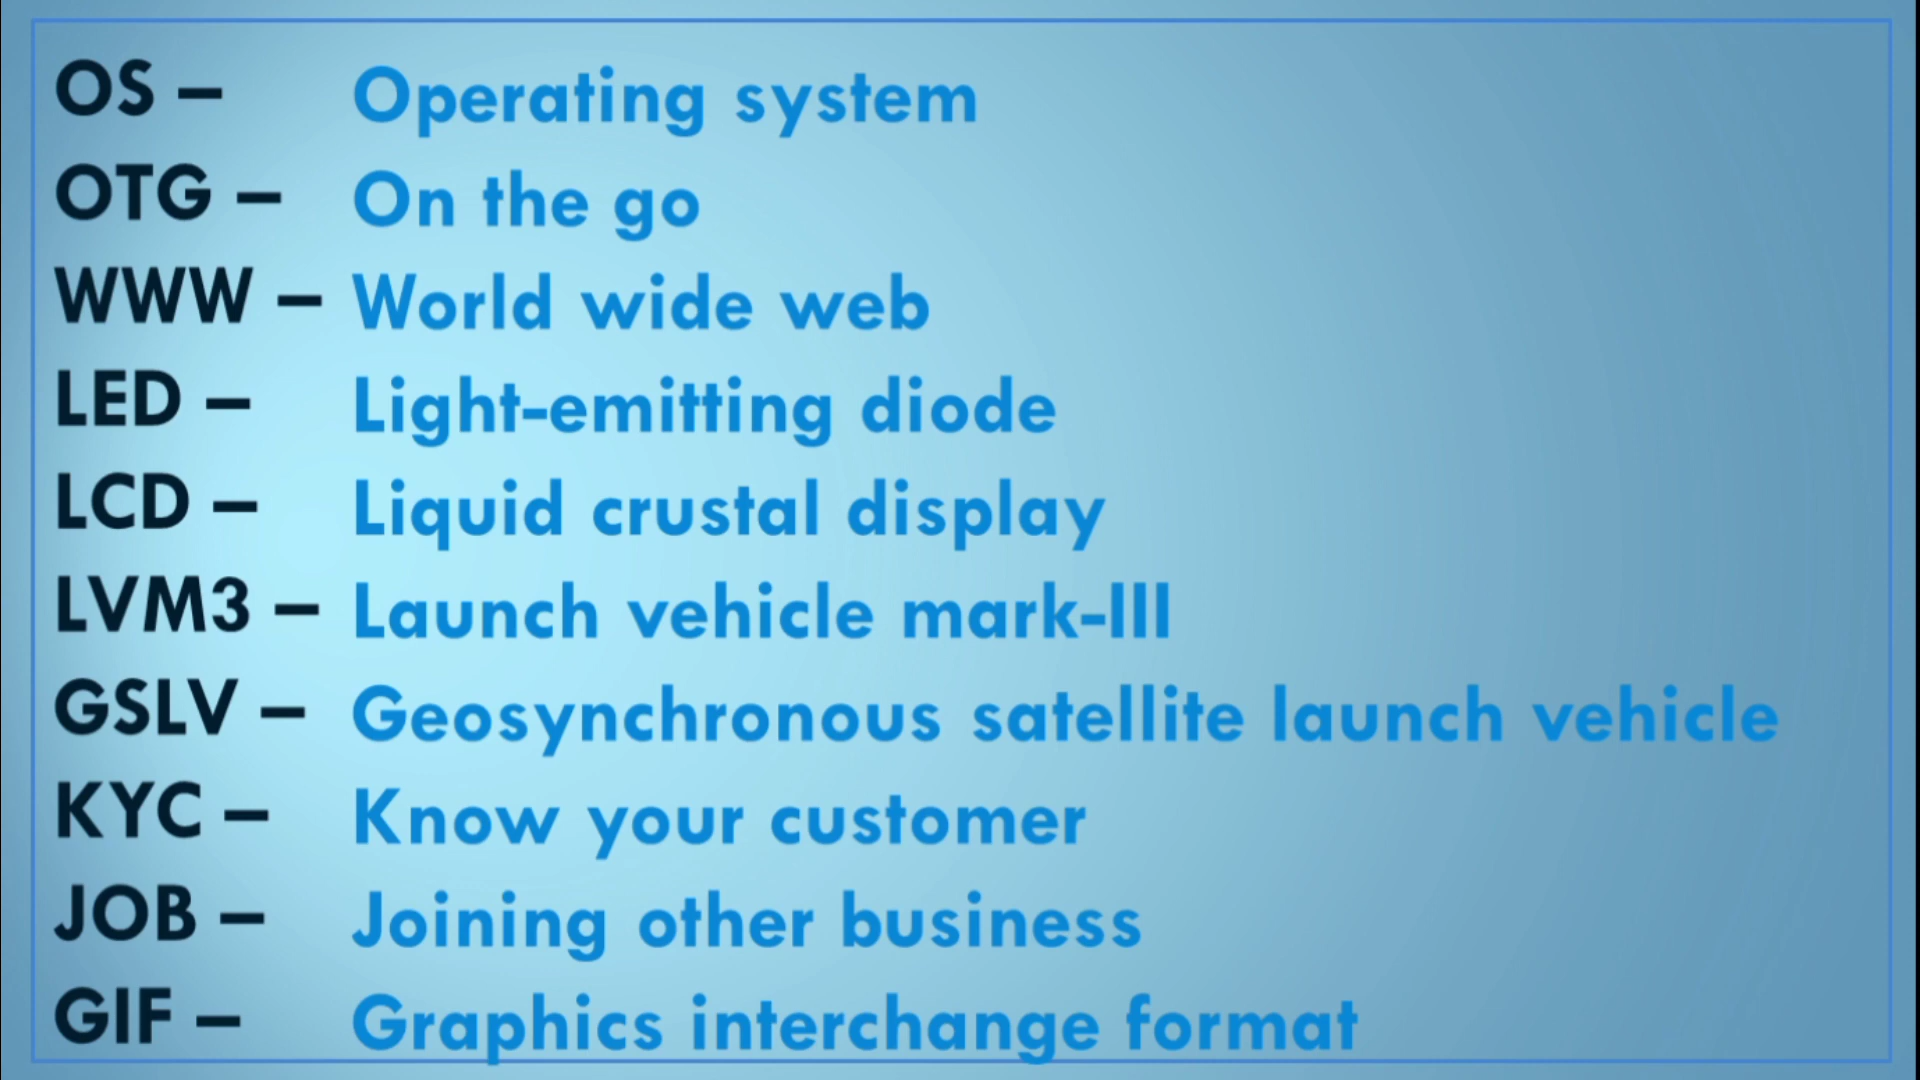 OS – Operating system
OTG – On the go
WWW – World wide web
LED – Light-emitting diode
LCD – Liquid crustal display
LVM3 – Launch vehicle mark-III
GSLV – Geosynchronous satellite launch vehicle
KYC – Know your customer
JOB – Joining other business
GIF – Graphics interchange format